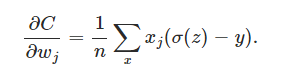 ∂C/∂w_j = 1/n ∑_x x_j(σ(z) − y).